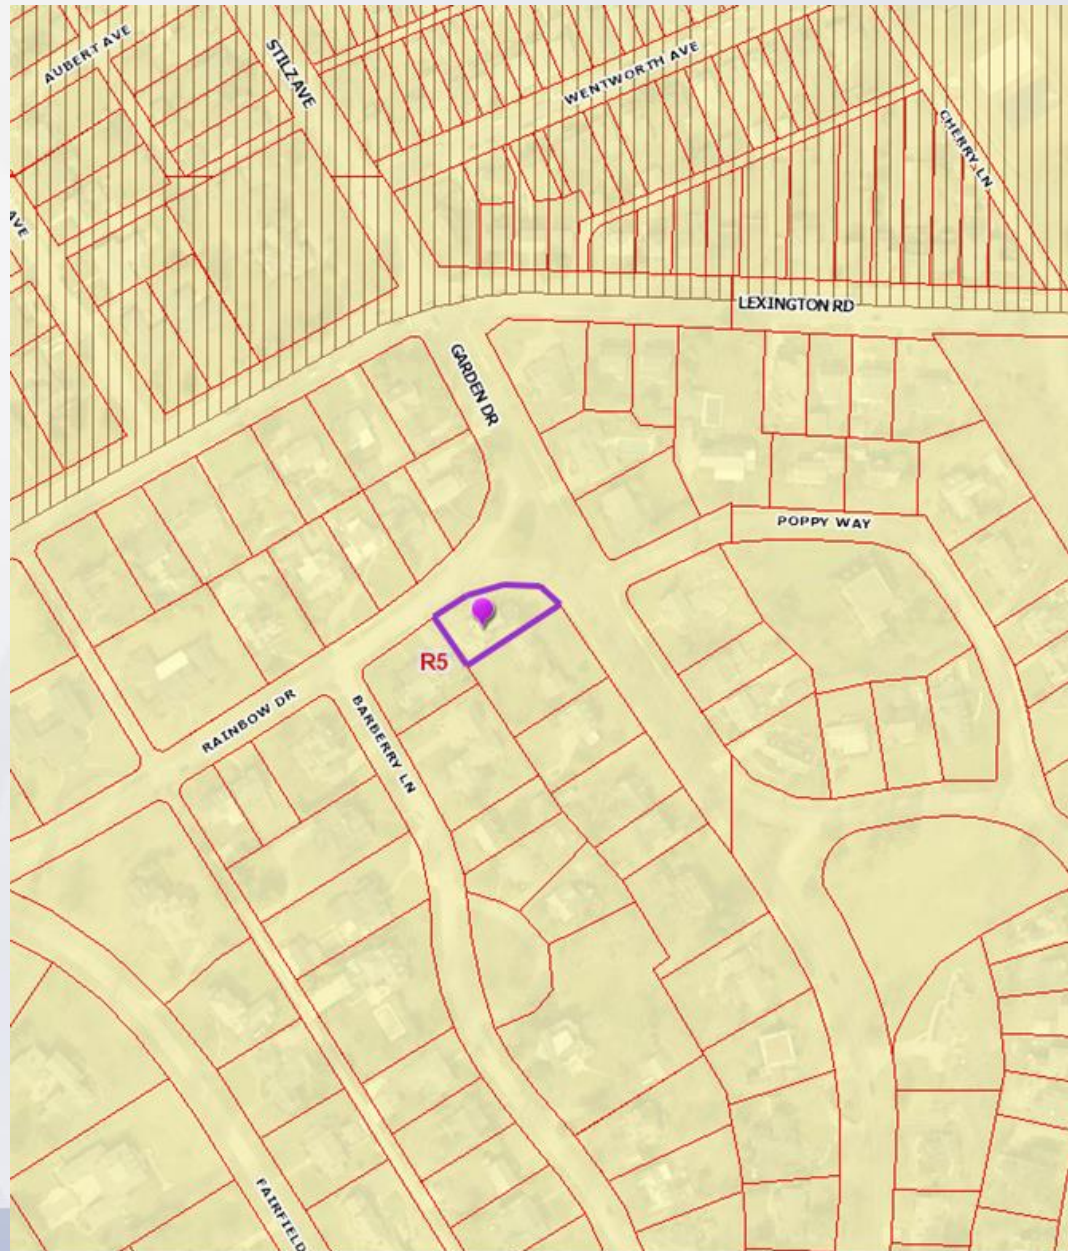 AUBERT AVE
STILZ AVE
WENTWORTH AVE
CHERRY LN
AVE
LEXINGTON RD
GARDEN DR
POPPY WAY
R5
RAINBOW DR
BARBERRY LN
FAIRFIELD